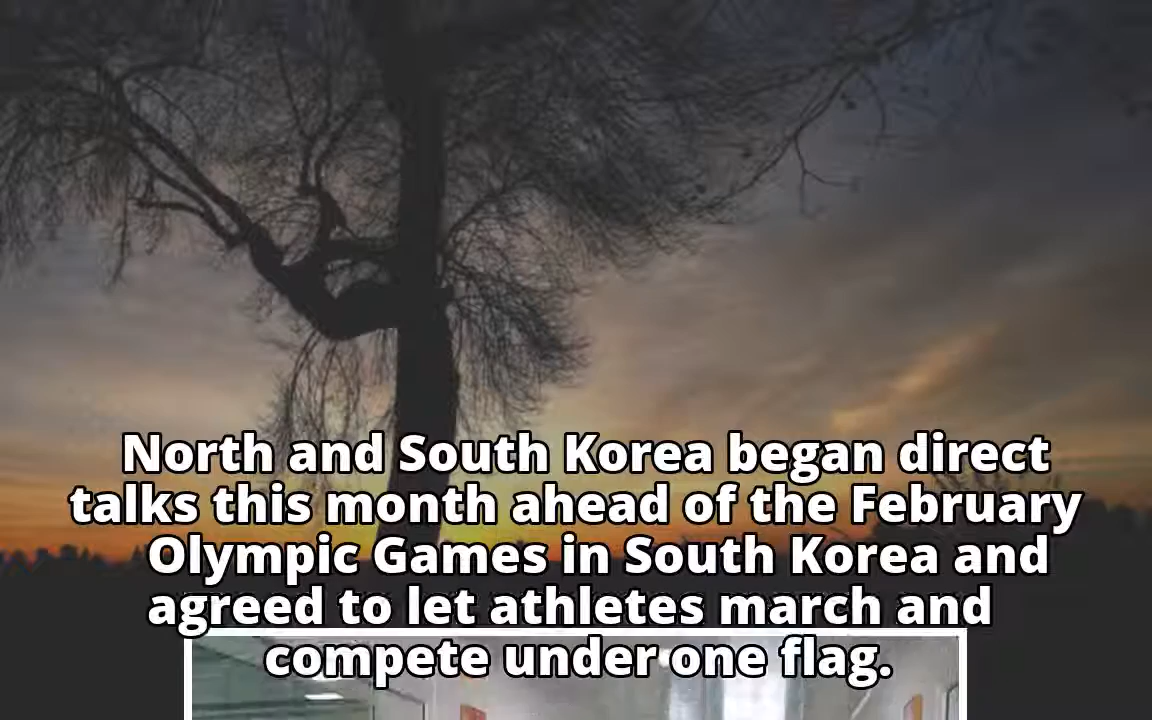 North and South Korea began direct
talks this month ahead of the February
Olympic Games in South Korea and
agreed to let athletes march and
compete under one flag.